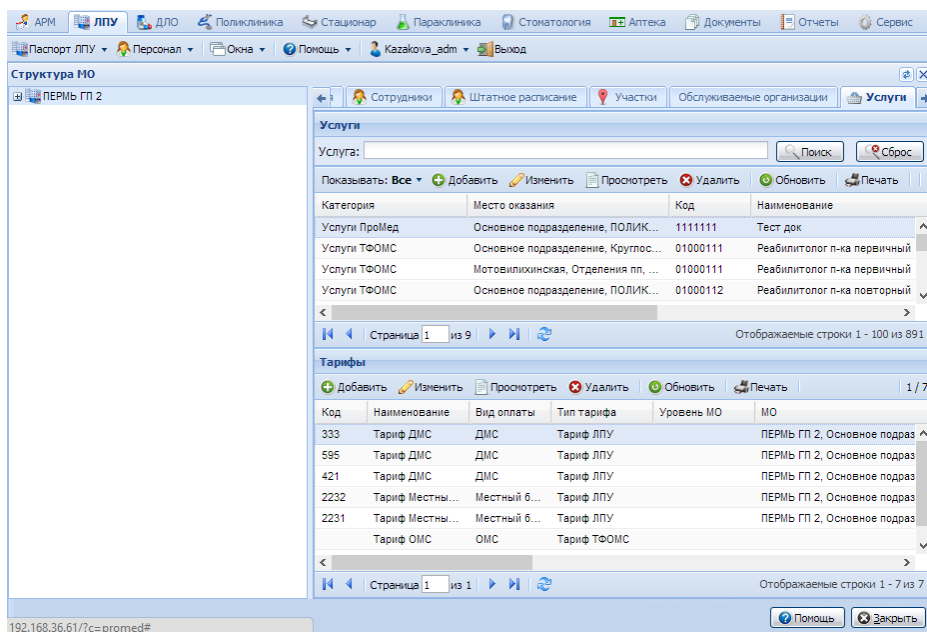 АРМ ЛПУ ДЛО Поликлиника Стационар Параклиника Стоматология Аптека Документы Отчеты Сервис
Паспорт ЛПУ Персонал Окна Помощь Kazakova_adm Выход
Структура МО
ПЕРМЬ ГП 2
Сотрудники Штатное расписание Участки Обслуживаемые организации Услуги
Услуги
Услуга: Поиск Сброс
Показывать: Все Добавить Изменить Просмотреть Удалить Обновить Печать
Категория Место оказания Код Наименование
Услуги ПроМед Основное подразделение, ПОЛИК... 1111111 Тест док
Услуги ТФОМС Основное подразделение, Круглос... 01000111 Реабилитолог п-ка первичный
Услуги ТФОМС Мотовилихинская, Отделения пп, ... 01000111 Реабилитолог п-ка первичный
Услуги ТФОМС Основное подразделение, ПОЛИК... 01000112 Реабилитолог п-ка повторный
Страница 1 из 9 Отображаемые строки 1 - 100 из 891
Тарифы
Добавить Изменить Просмотреть Удалить Обновить Печать 1 / 7
Код Наименование Вид оплаты Тип тарифа Уровень МО МО
333 Тариф ДМС ДМС Тариф ЛПУ ПЕРМЬ ГП 2, Основное подраз
595 Тариф ДМС ДМС Тариф ЛПУ ПЕРМЬ ГП 2, Основное подраз
421 Тариф ДМС ДМС Тариф ЛПУ ПЕРМЬ ГП 2, Основное подраз
2232 Тариф Местны... Местный б... Тариф ЛПУ ПЕРМЬ ГП 2, Основное подраз
2231 Тариф Местны... Местный б... Тариф ЛПУ ПЕРМЬ ГП 2, Основное подраз
Тариф ОМС ОМС Тариф ТФОМС
Страница 1 из 1 Отображаемые строки 1 - 7 из 7
Помощь Закрыть
192.168.36.61/?c=promed#